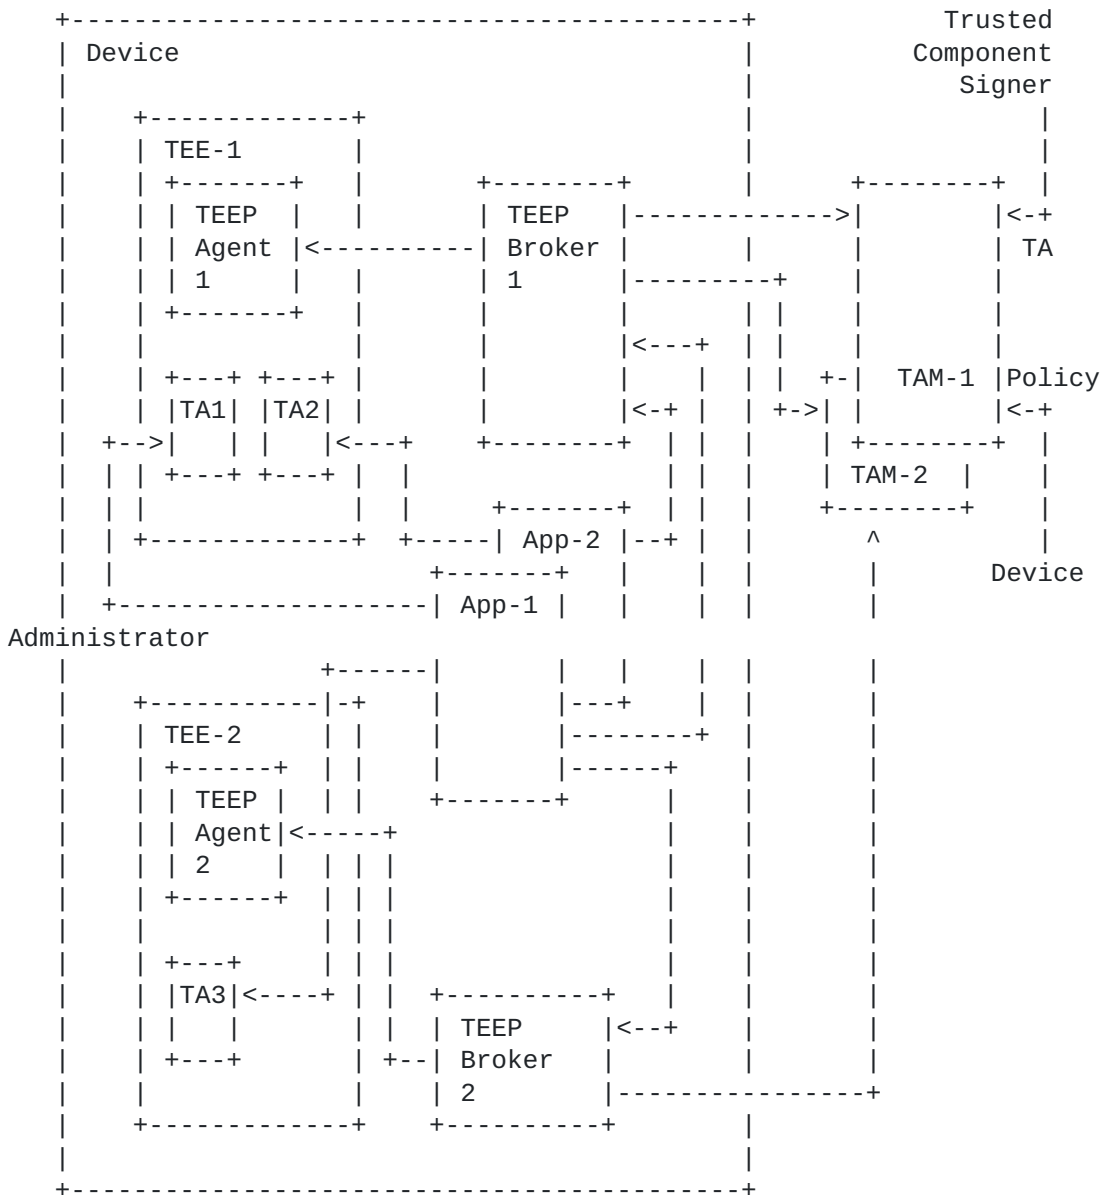 Trusted
Device Component
Signer
TEE-1
TEEP TEEP
Agent Broker TA
1 1
TAM-1 Policy
TA1 TA2
TAM-2
App-2
Device
App-1
Administrator
TEE-2
TEEP
Agent
2
TA3
TEEP
Broker
2